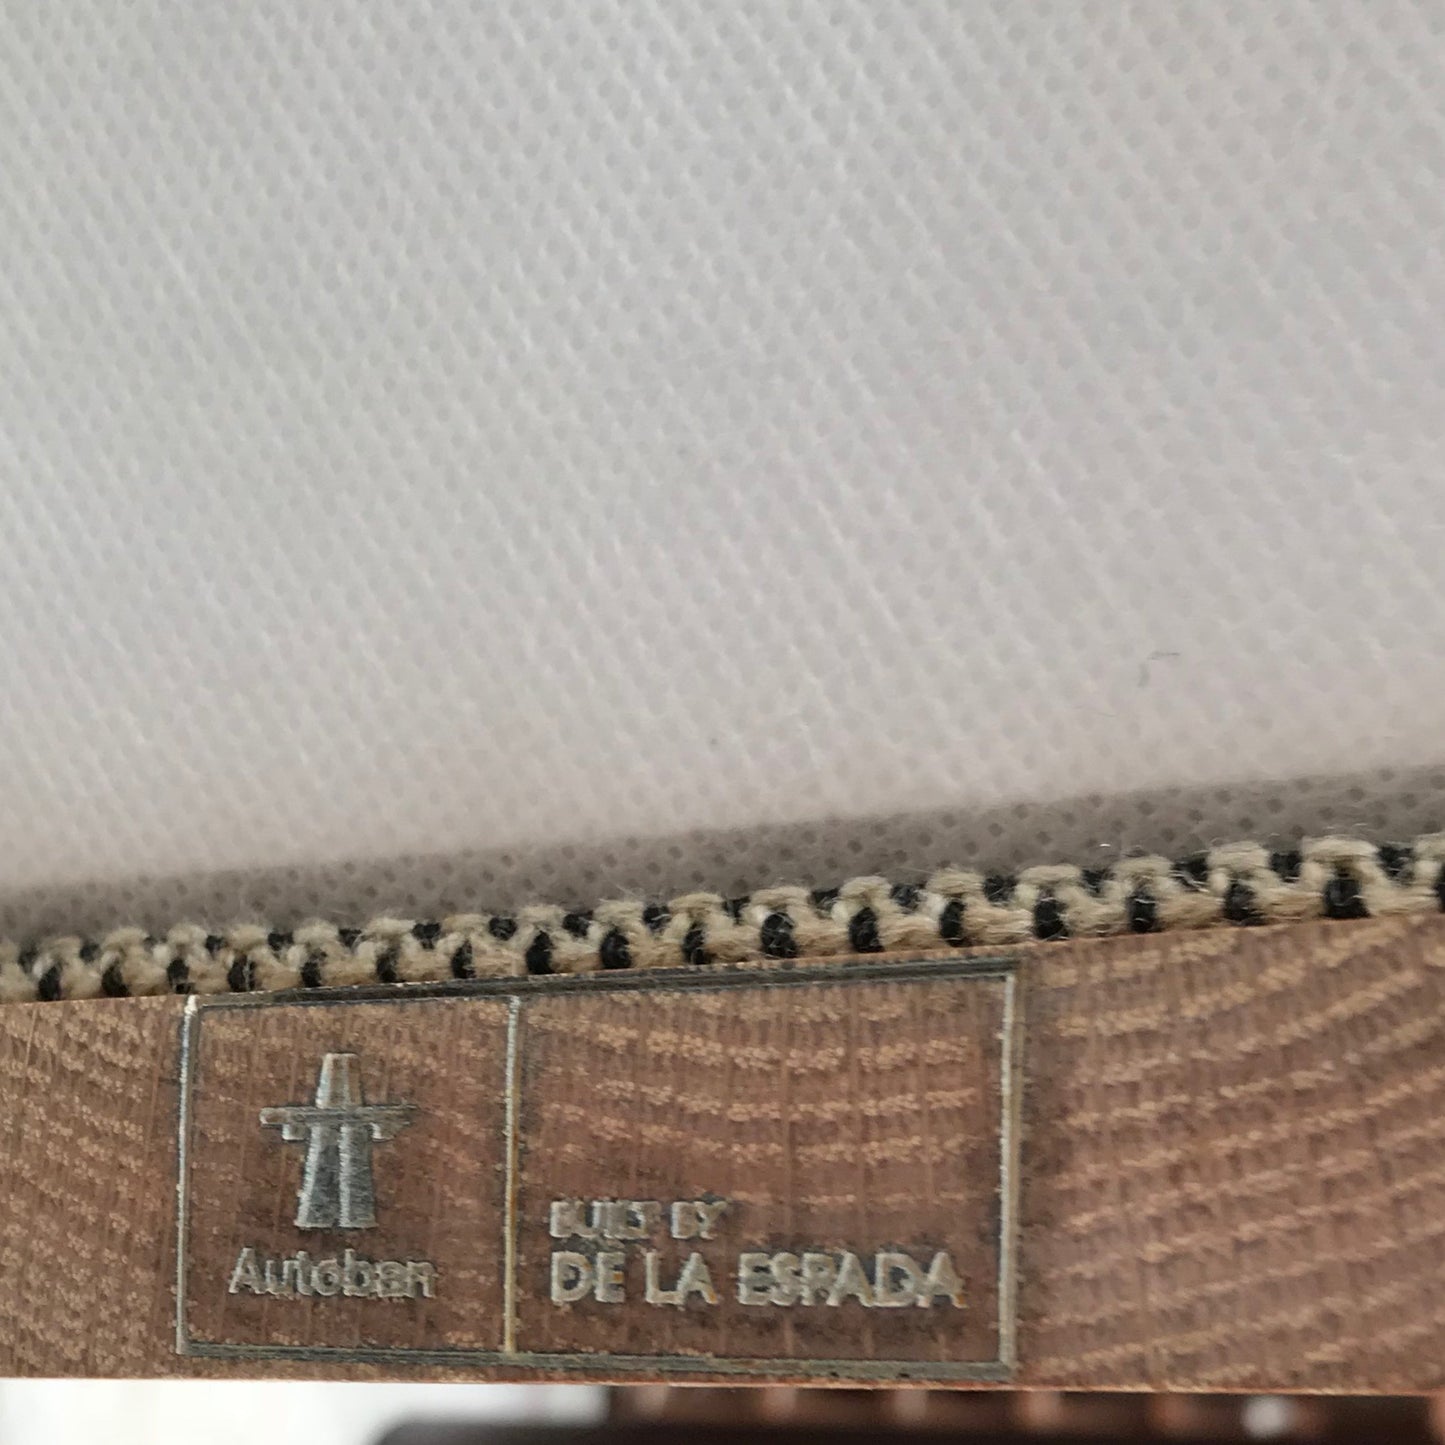 Autoban
BUILT BY
DE LA ESPADA